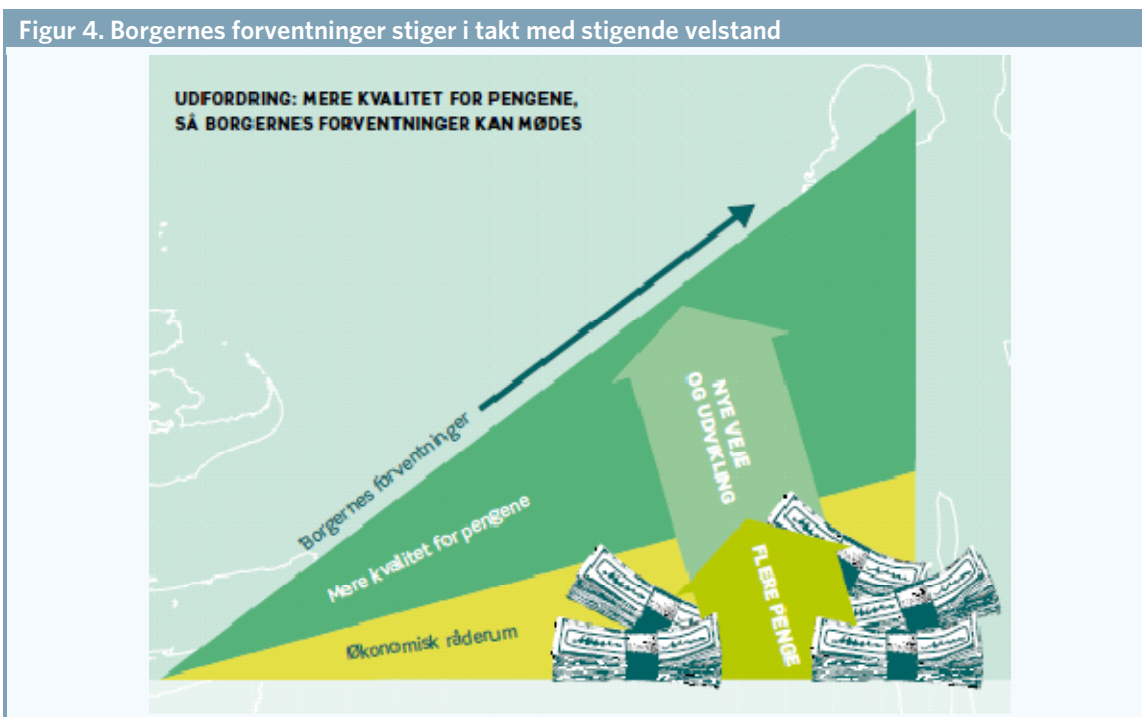 Figur 4. Borgernes forventninger stiger i takt med stigende velstand
UDFORDRING: MERE KVALITET FOR PENGENE,
SÅ BORGERNES FORVENTNINGER KAN MØDES
Borgernes forventninger
NYE VEJE
OG UDVIKLING
Mere kvalitet for pengene
FLERE PENGE
Økonomisk råderum